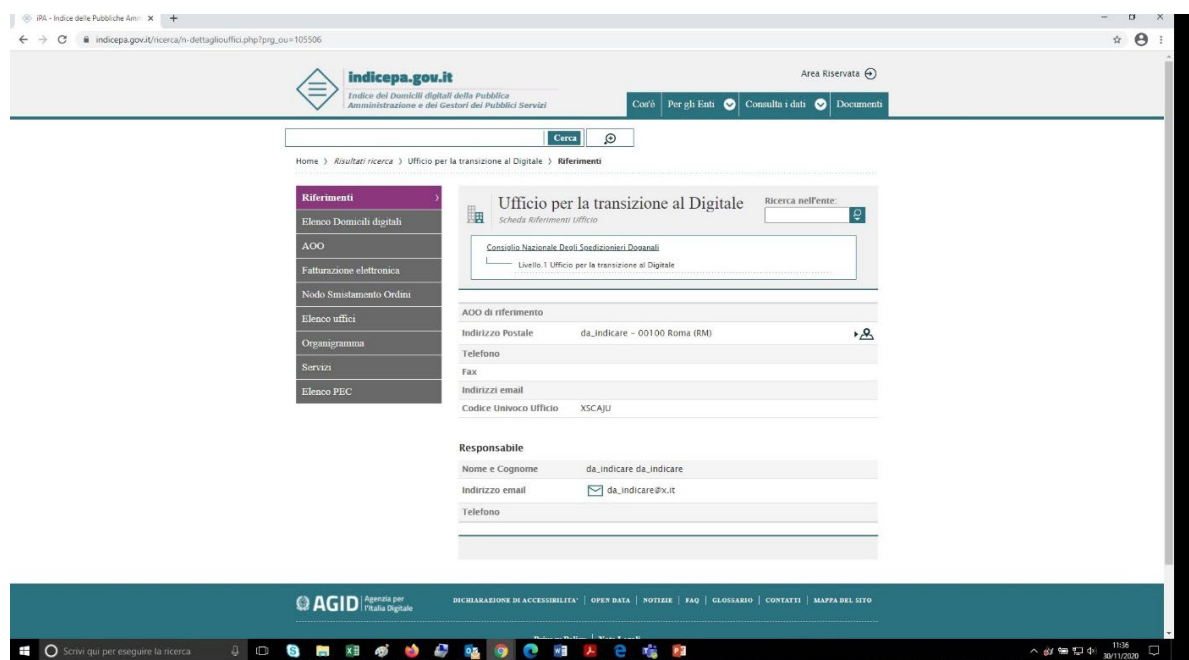 iPA - Indice delle Pubbliche Amm
indicepa.gov.it/ricerca/n-dettagliouffici.php?prg_ou=105506
indicepa.gov.it
Indice dei Domicili digitali della Pubblica
Amministrazione e dei Gestori dei Pubblici Servizi
Area Riservata
Cos'è Per gli Enti Consulta i dati Documenti
Cerca
Home > Risultati ricerca > Ufficio per la transizione al Digitale > Riferimenti
Riferimenti
Elenco Domicili digitali
AOO
Fatturazione elettronica
Nodo Smistamento Ordini
Elenco uffici
Organigramma
Servizi
Elenco PEC
Ufficio per la transizione al Digitale
Scheda Riferimenti Ufficio
Ricerca nell'ente:
Consiglio Nazionale Degli Spedizionieri Doganali
Livello.1 Ufficio per la transizione al Digitale
AOO di riferimento
Indirizzo Postale da_indicare - 00100 Roma (RM)
Telefono
Fax
Indirizzi email
Codice Univoco Ufficio XSCAJU
Responsabile
Nome e Cognome da_indicare da_indicare
Indirizzo email da_indicare@x.it
Telefono
AGID Agenzia per
l'Italia Digitale
DICHIARAZIONE DI ACCESSIBILITA' | OPEN DATA | NOTIZIE | FAQ | GLOSSARIO | CONTATTI | MAPPA DEL SITO
Scrivi qui per eseguire la ricerca
11:36
30/11/2020